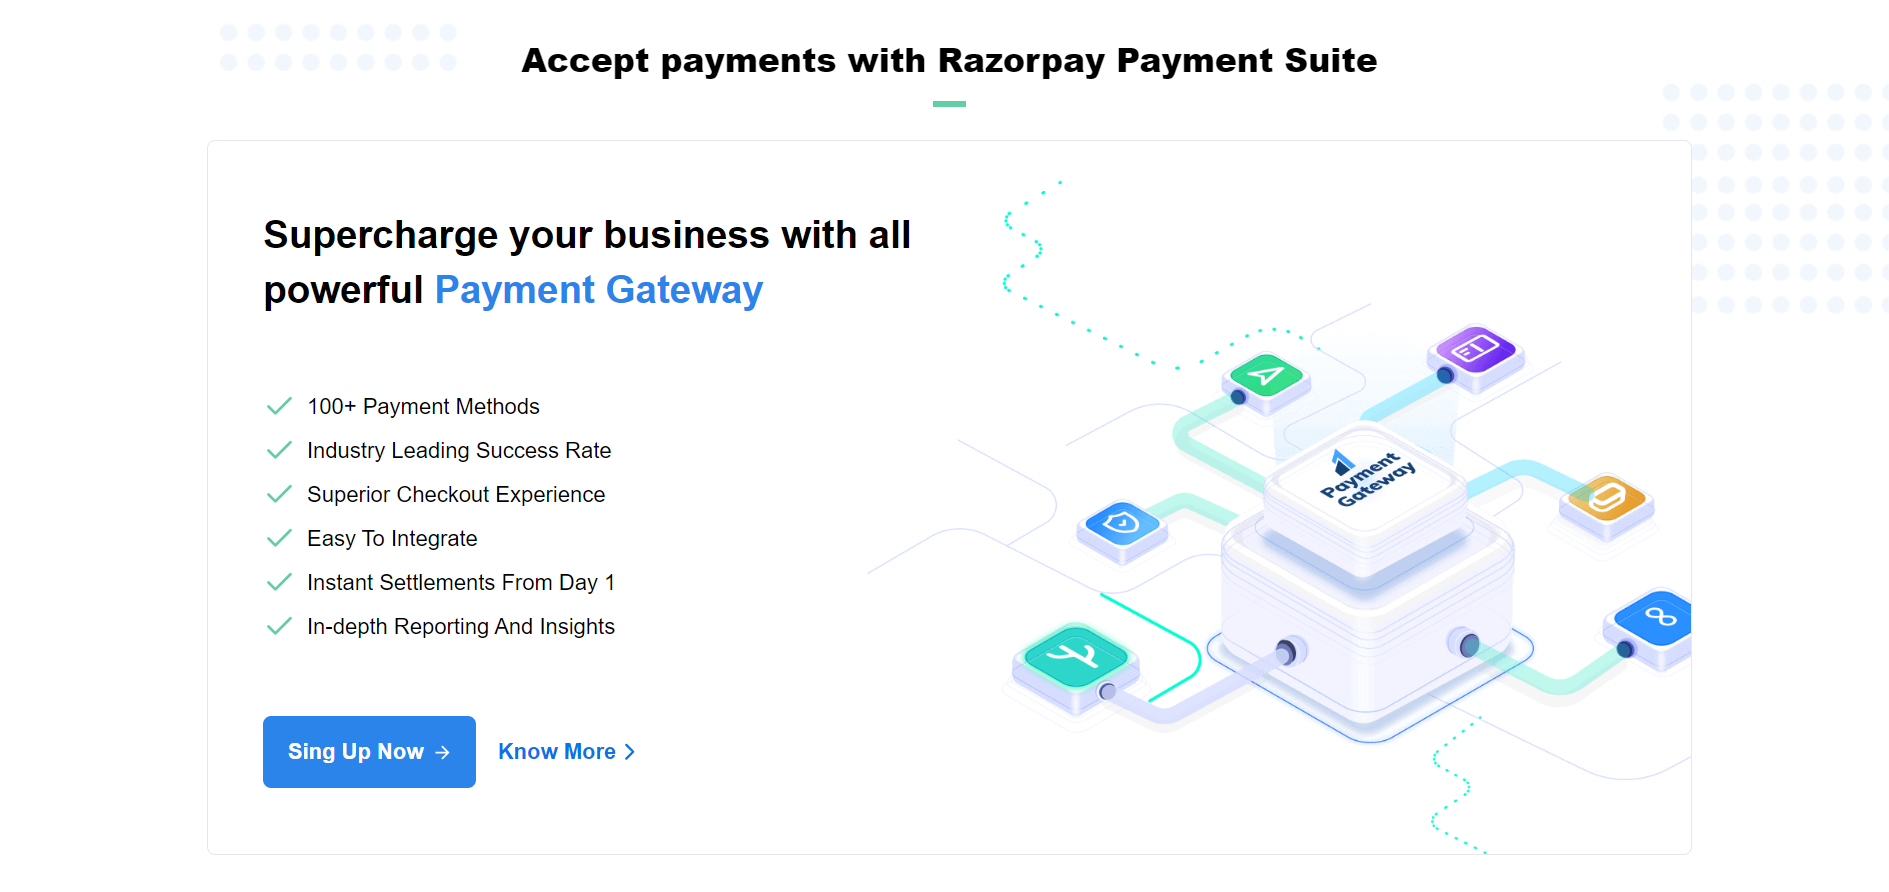 Accept payments with Razorpay Payment Suite
Supercharge your business with all
powerful Payment Gateway
100+ Payment Methods
Industry Leading Success Rate
Superior Checkout Experience
Easy To Integrate
Instant Settlements From Day 1
In-depth Reporting And Insights
Sing Up Now
Know More
Payment
Gateway